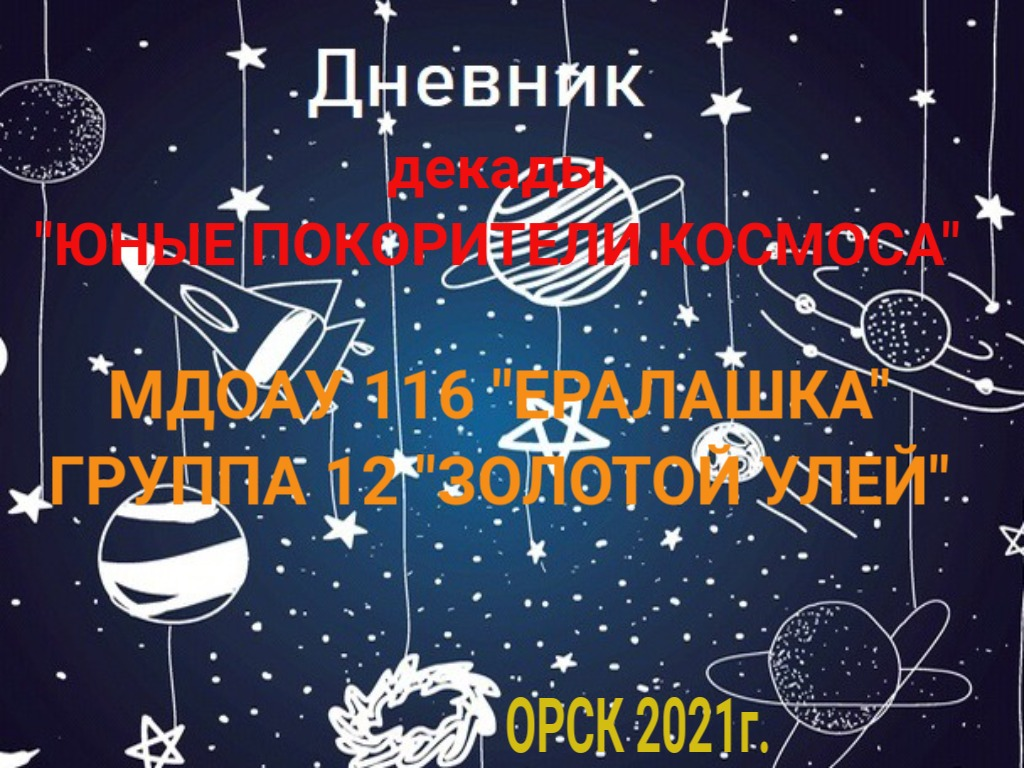 Дневник
декады
"ЮНЫЕ ПОКОРИТЕЛИ КОСМОСА"
МДОАУ 116 "ЕРАЛАШКА"
ГРУППА 12 "ЗОЛОТОЙ УЛЕЙ"
ОРСК 2021г.